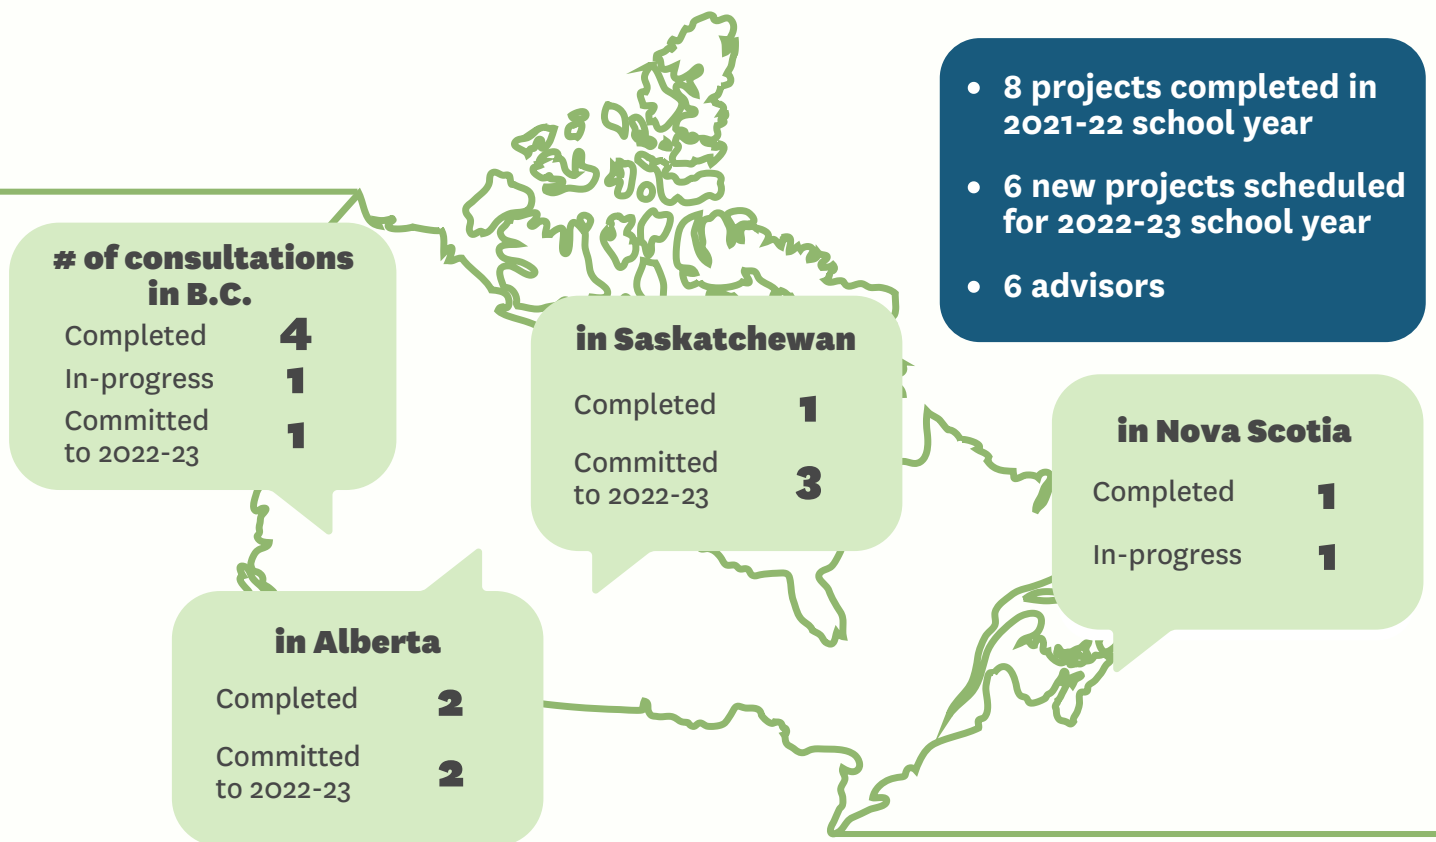 # of consultations
in B.C.
Completed 4
In-progress 1
Committed
to 2022-23 1
in Alberta
Completed 2
Committed
to 2022-23 2
in Saskatchewan
Completed 1
Committed
to 2022-23 3
• 8 projects completed in
2021-22 school year
• 6 new projects scheduled
for 2022-23 school year
• 6 advisors
in Nova Scotia
Completed 1
In-progress 1